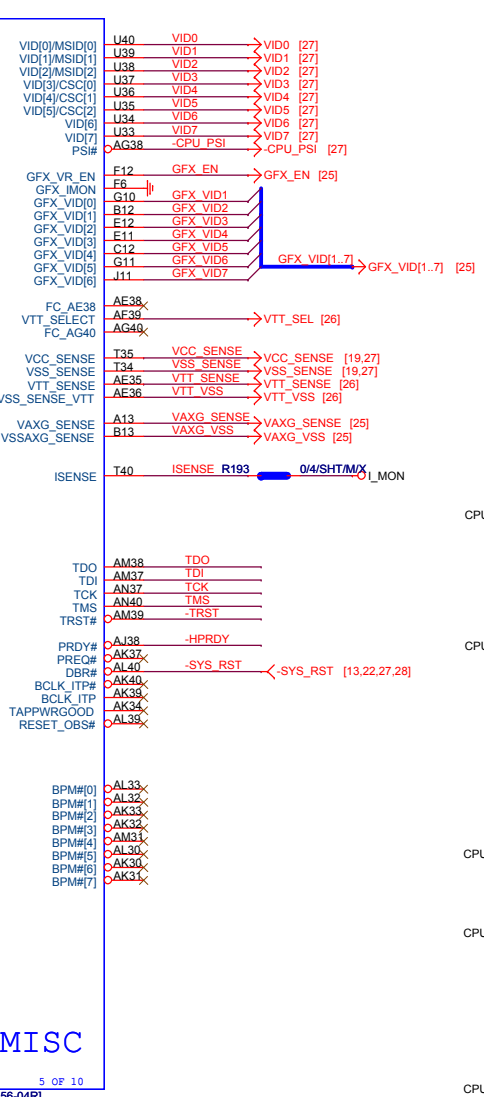 VID[0]/MSID[0] U40 VID0 VID0 [27]
VID[1]/MSID[1] U39 VID1 VID1 [27]
VID[2]/MSID[2] U38 VID2 VID2 [27]
VID[3]/CSC[0] U37 VID3 VID3 [27]
VID[4]/CSC[1] U36 VID4 VID4 [27]
VID[5]/CSC[2] U35 VID5 VID5 [27]
VID[6] U34 VID6 VID6 [27]
VID[7] U33 VID7 VID7 [27]
PSI# AG38 -CPU_PSI -CPU_PSI [27]
GFX_VR_EN F12 GFX_EN GFX_EN [25]
GFX_IMON F6
GFX_VID[0] G10 GFX_VID1
GFX_VID[1] B12 GFX_VID2
GFX_VID[2] E12 GFX_VID3
GFX_VID[3] E11 GFX_VID4
GFX_VID[4] C12 GFX_VID5
GFX_VID[5] G11 GFX_VID6 GFX_VID[1..7] GFX_VID[1..7] [25]
GFX_VID[6] J11 GFX_VID7
FC_AE38 AE38
VTT_SELECT AF39 VTT_SEL [26]
FC_AG40 AG40
VCC_SENSE T35 VCC_SENSE VCC_SENSE [19,27]
VSS_SENSE T34 VSS_SENSE VSS_SENSE [19,27]
VTT_SENSE AE35 VTT_SENSE VTT_SENSE [26]
VSS_SENSE_VTT AE36 VTT_VSS VTT_VSS [26]
VAXG_SENSE A13 VAXG_SENSE VAXG_SENSE [25]
VSSAXG_SENSE B13 VAXG_VSS VAXG_VSS [25]
ISENSE T40 ISENSE R193 0/4/SHT/M/X I_MON
CPU
TDO AM38 TDO
TDI AM37 TDI
TCK AN37 TCK
TMS AN40 TMS
TRST# AM39 -TRST
PRDY# AJ38 -HPRDY
CPU
PREQ# AK37
DBR# AL40 -SYS_RST -SYS_RST [13,22,27,28]
BCLK_ITP# AK40
BCLK_ITP AK39
TAPPWRGOOD AK34
RESET_OBS# AL39
BPM#[0] AL33
BPM#[1] AL32
BPM#[2] AK33
BPM#[3] AK32
BPM#[4] AM31
BPM#[5] AL30
CPU
BPM#[6] AK30
BPM#[7] AK31
CPU
MISC
5 OF 10
CPU
56-04R]